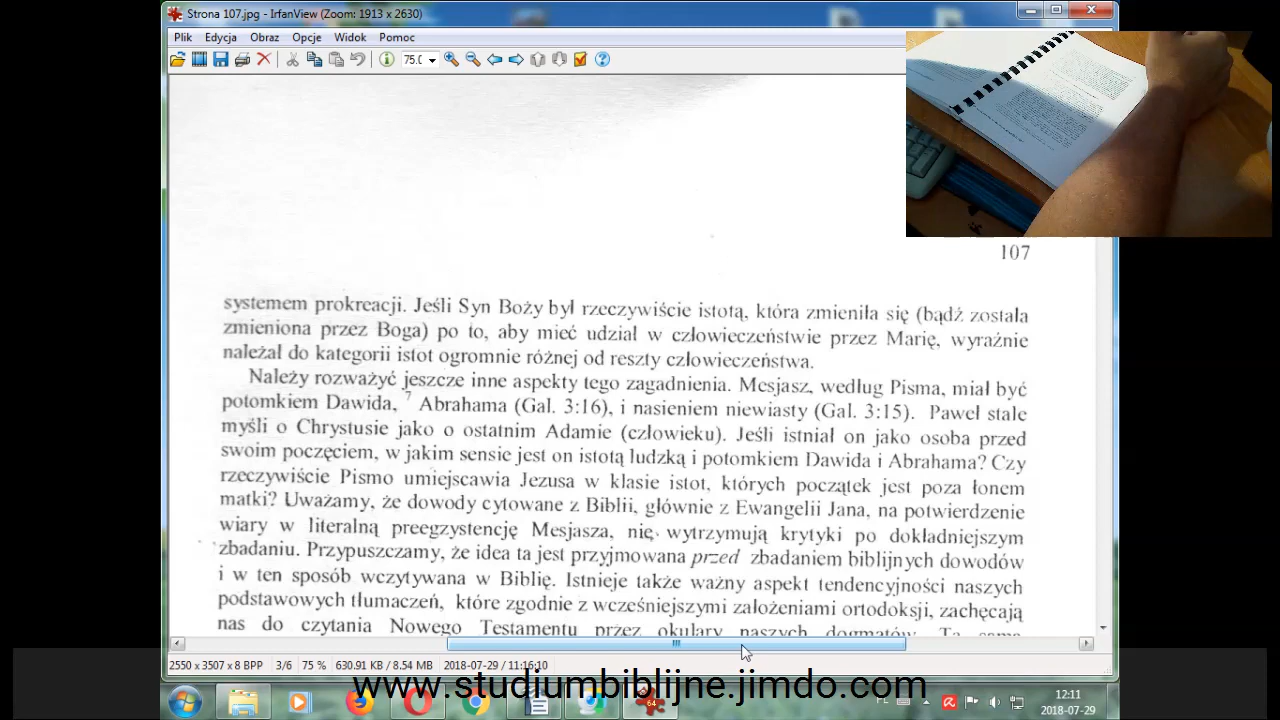 Strona 107.jpg - IrfanView (Zoom: 1913 x 2630)
Plik Edycja Obraz Opcje Widok Pomoc
75.0
107
systemem prokreacji. Jeśli Syn Boży był rzeczywiście istotą, która zmieniła się (bądź została
zmieniona przez Boga) po to, aby mieć udział w człowieczeństwie przez Marię, wyraźnie
należał do kategorii istot ogromnie różnej od reszty człowieczeństwa.
Należy rozważyć jeszcze inne aspekty tego zagadnienia. Mesjasz, według Pisma, miał być
potomkiem Dawida, 7 Abrahama (Gal. 3:16), i nasieniem niewiasty (Gal. 3:15). Paweł stale
myśli o Chrystusie jako o ostatnim Adamie (człowieku). Jeśli istniał on jako osoba przed
swoim poczęciem, w jakim sensie jest on istotą ludzką i potomkiem Dawida i Abrahama? Czy
rzeczywiście Pismo umiejscawia Jezusa w klasie istot, których początek jest poza łonem
matki? Uważamy, że dowody cytowane z Biblii, głównie z Ewangelii Jana, na potwierdzenie
wiary w literalną preegzystencję Mesjasza, nie wytrzymują krytyki po dokładniejszym
zbadaniu. Przypuszczamy, że idea ta jest przyjmowana przed zbadaniem biblijnych dowodów
i w ten sposób wczytywana w Biblię. Istnieje także ważny aspekt tendencyjności naszych
podstawowych tłumaczeń, które zgodnie z wcześniejszymi założeniami ortodoksji, zachęcają
nas do czytania Nowego Testamentu przez okulary naszych dogmatów. Ta sama
2550 x 3507 x 8 BPP 3/6 75 % 630.91 KB / 8.54 MB 2018-07-29 / 11:16:10
www.studiumbiblijne.jimdo.com
64
PL
12:11
2018-07-29